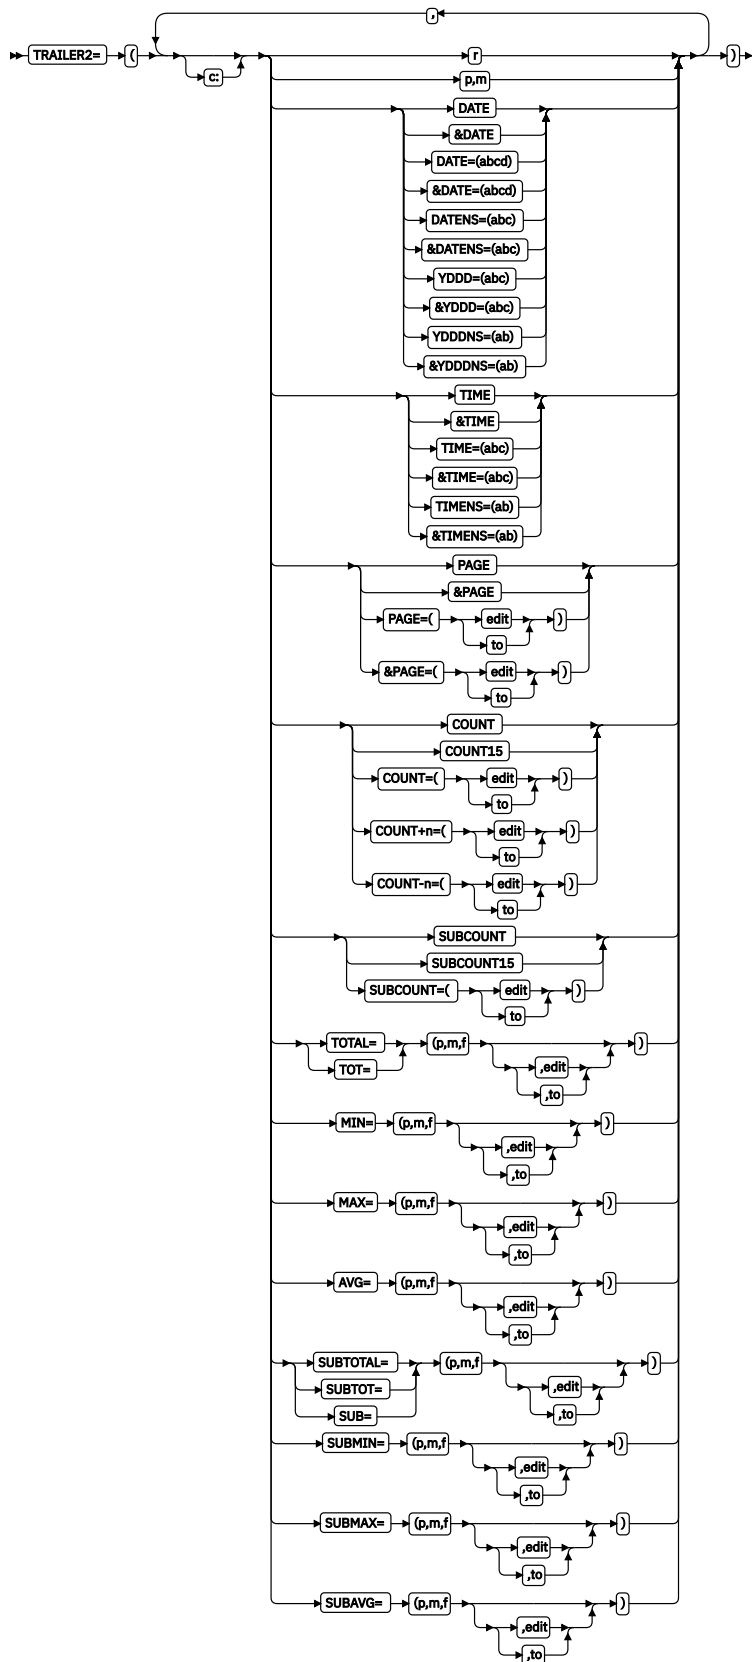 ,
TRAILER2= ( r )
c:
p,m
DATE
&DATE
DATE=(abcd)
&DATE=(abcd)
DATENS=(abc)
&DATENS=(abc)
YDDD=(abc)
&YDDD=(abc)
YDDDNS=(ab)
&YDDDNS=(ab)
TIME
&TIME
TIME=(abc)
&TIME=(abc)
TIMENS=(ab)
&TIMENS=(ab)
PAGE
&PAGE
PAGE=( edit )
to
&PAGE=( edit )
to
COUNT
COUNT15
COUNT=( edit )
to
COUNT+n=( edit )
to
COUNT-n=( edit )
to
SUBCOUNT
SUBCOUNT15
SUBCOUNT=( edit )
to
TOTAL= (p,m,f )
TOT= ,edit
,to
MIN= (p,m,f )
,edit
,to
MAX= (p,m,f )
,edit
,to
AVG= (p,m,f )
,edit
,to
SUBTOTAL= (p,m,f )
SUBTOT= ,edit
SUB= ,to
SUBMIN= (p,m,f )
,edit
,to
SUBMAX= (p,m,f )
,edit
,to
SUBAVG= (p,m,f )
,edit
,to